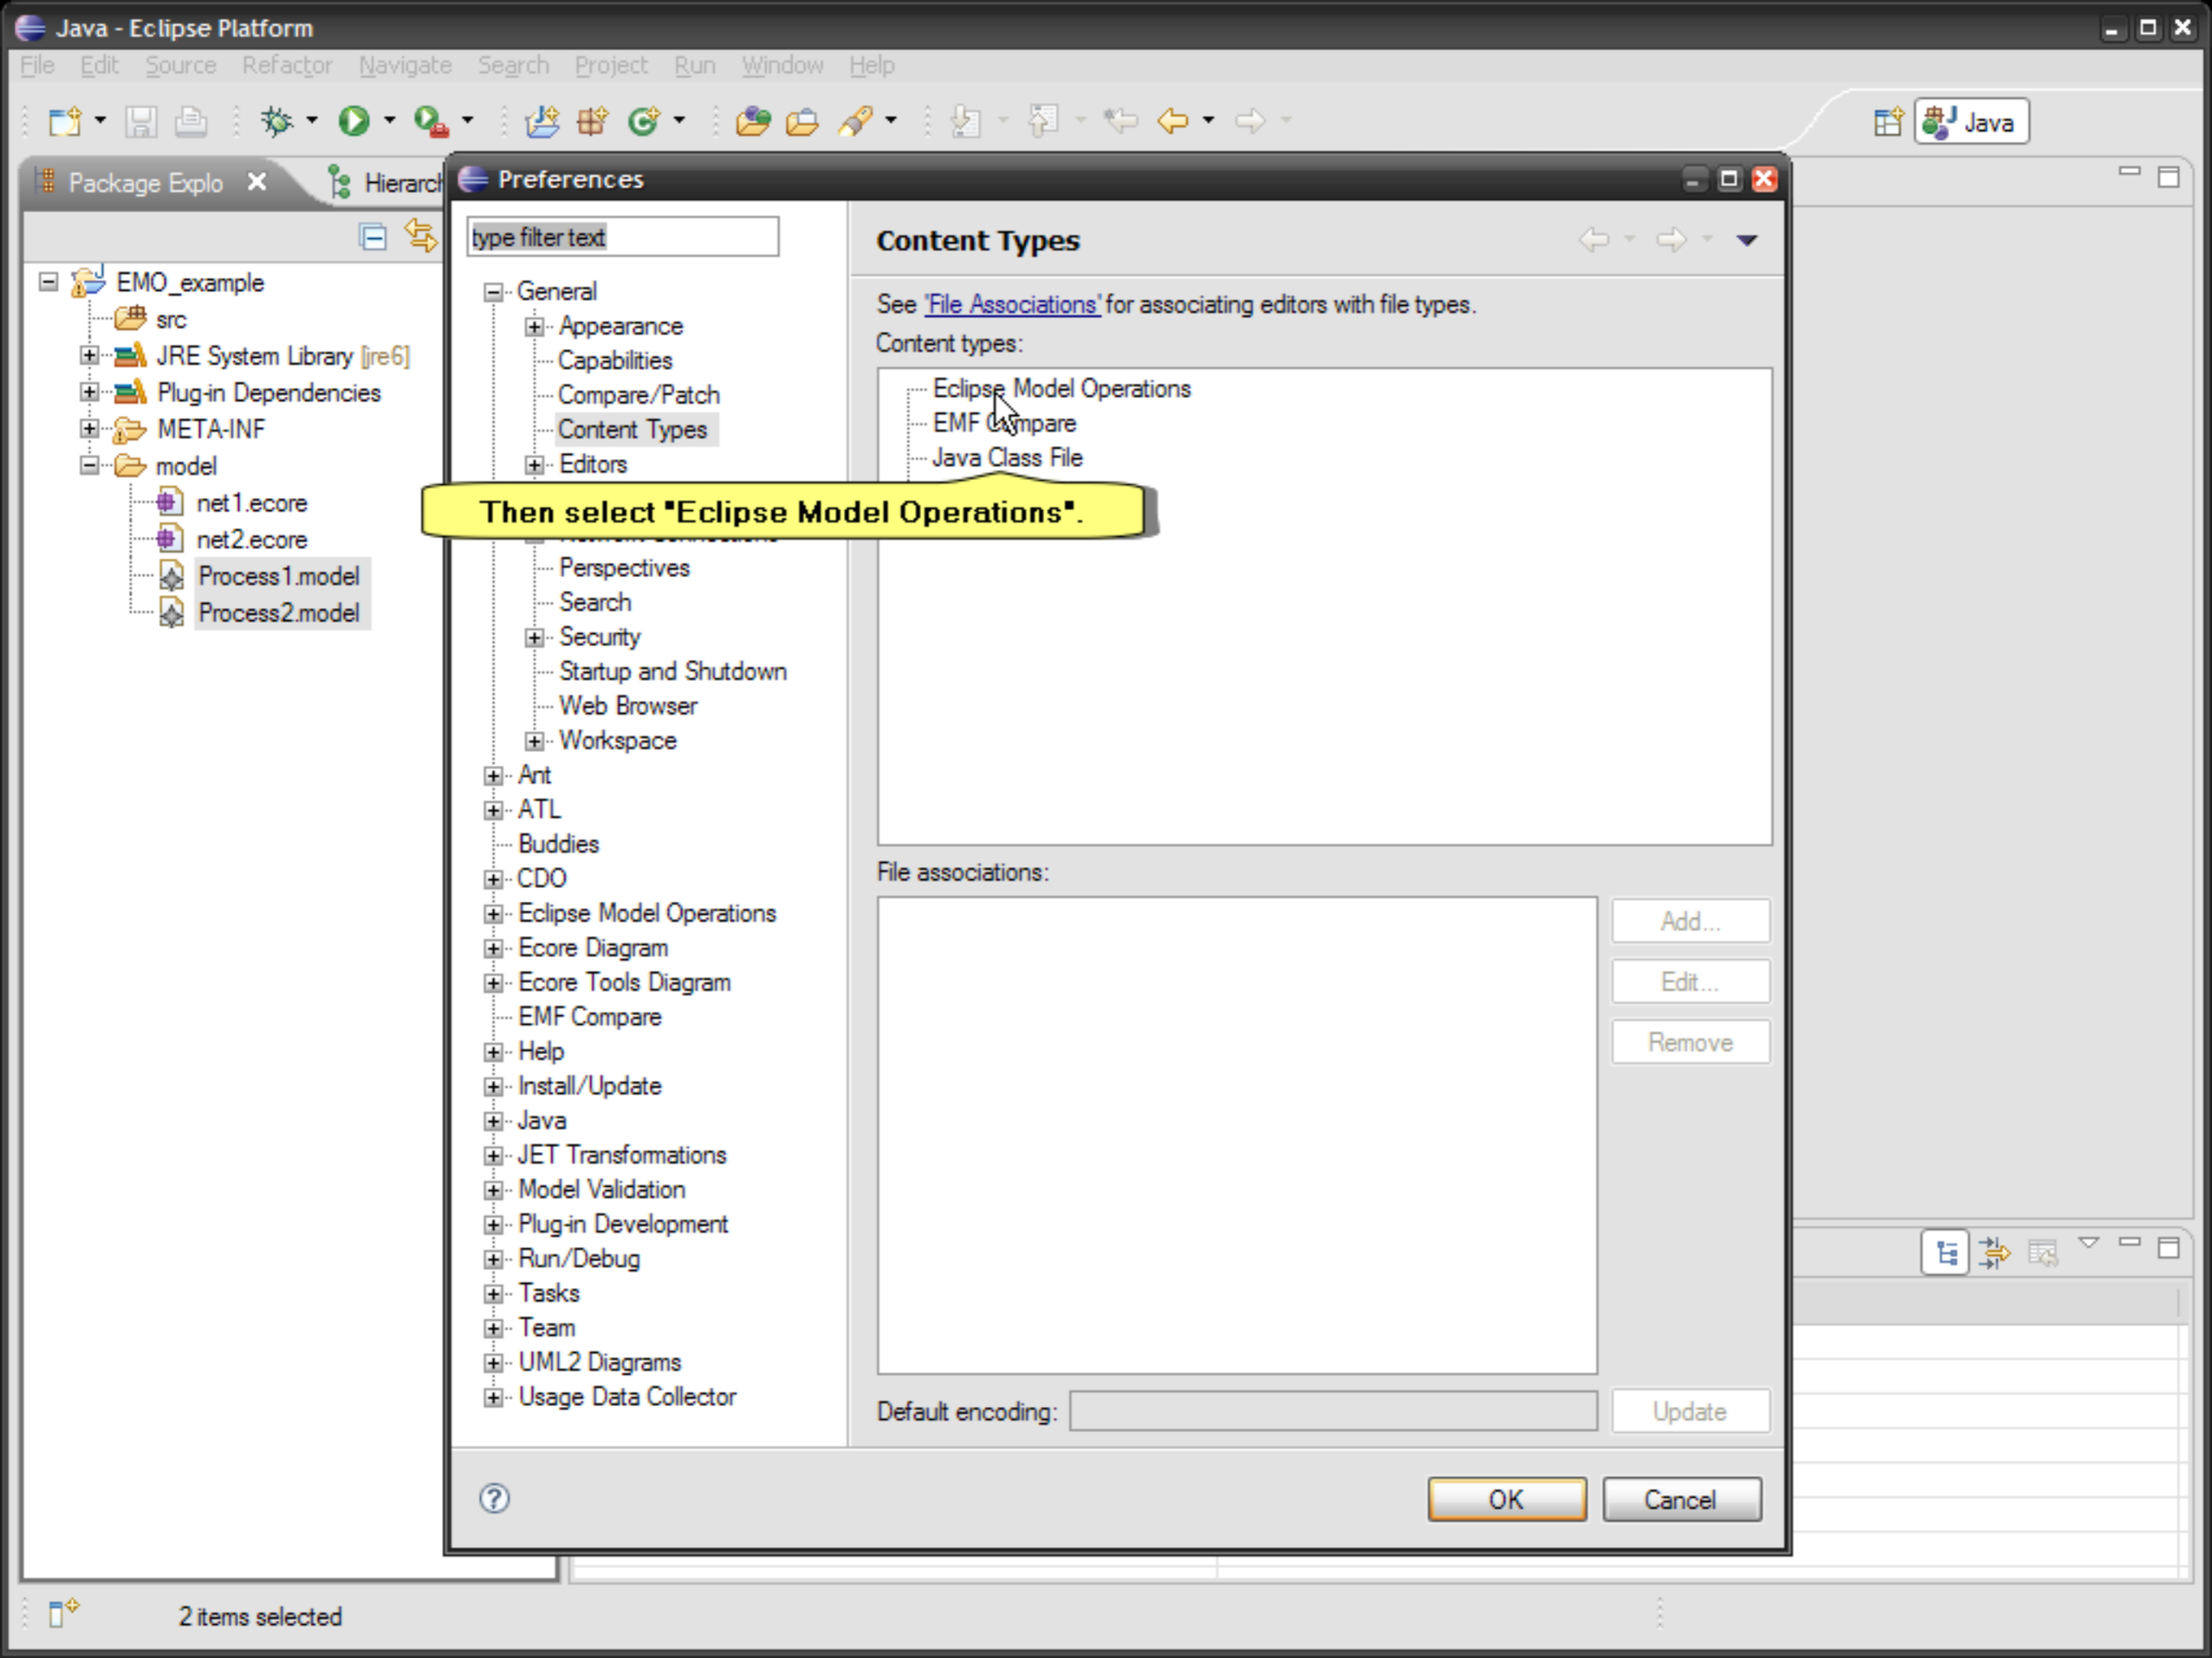 Java - Eclipse Platform
File Edit Source Refactor Navigate Search Project Run Window Help
Java
Package Explo
Hierarch
EMO_example
src
JRE System Library [jre6]
Plug-in Dependencies
META-INF
model
net1.ecore
net2.ecore
Process1.model
Process2.model
Preferences
type filter text
General
Appearance
Capabilities
Compare/Patch
Content Types
Editors
Perspectives
Search
Security
Startup and Shutdown
Web Browser
Workspace
Ant
ATL
Buddies
CDO
Eclipse Model Operations
Ecore Diagram
Ecore Tools Diagram
EMF Compare
Help
Install/Update
Java
JET Transformations
Model Validation
Plug-in Development
Run/Debug
Tasks
Team
UML2 Diagrams
Usage Data Collector
Content Types
See 'File Associations' for associating editors with file types.
Content types:
Eclipse Model Operations
EMF Compare
Java Class File
Then select "Eclipse Model Operations".
File associations:
Add...
Edit...
Remove
Default encoding:
Update
OK
Cancel
2 items selected